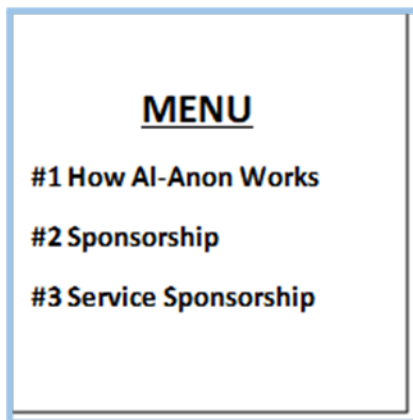 MENU
#1 How Al-Anon Works
#2 Sponsorship
#3 Service Sponsorship